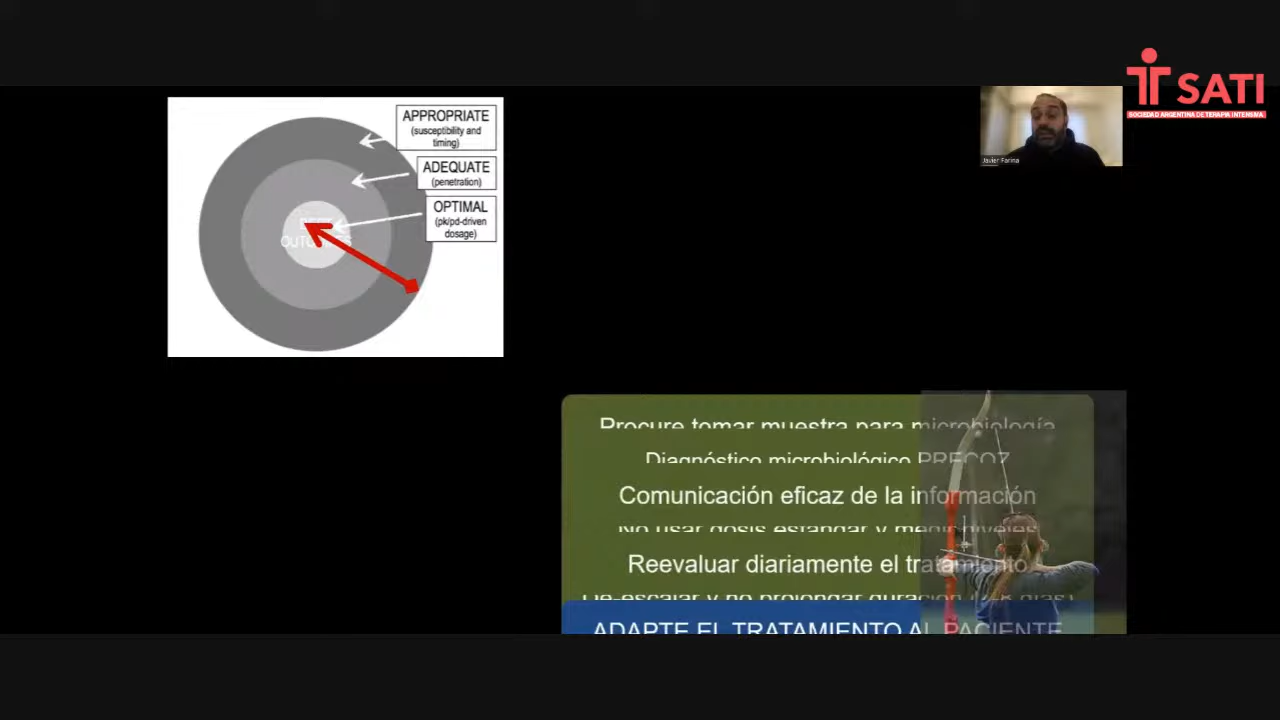 APPROPRIATE
(susceptibility and
timing)
ADEQUATE
(penetration)
OPTIMAL
(pk/pd-driven
dosage)
SATI
SOCIEDAD ARGENTINA DE TERAPIA INTENSIVA
Javier Farina
Procure tomar muestra para microbiología
Diagnóstico microbiológico PRECOZ
Comunicación eficaz de la información
No usar dosis estándar y medir niveles
Reevaluar diariamente el tratamiento
De-escalar y no prolongar duración
ADAPTE EL TRATAMIENTO AL PACIENTE